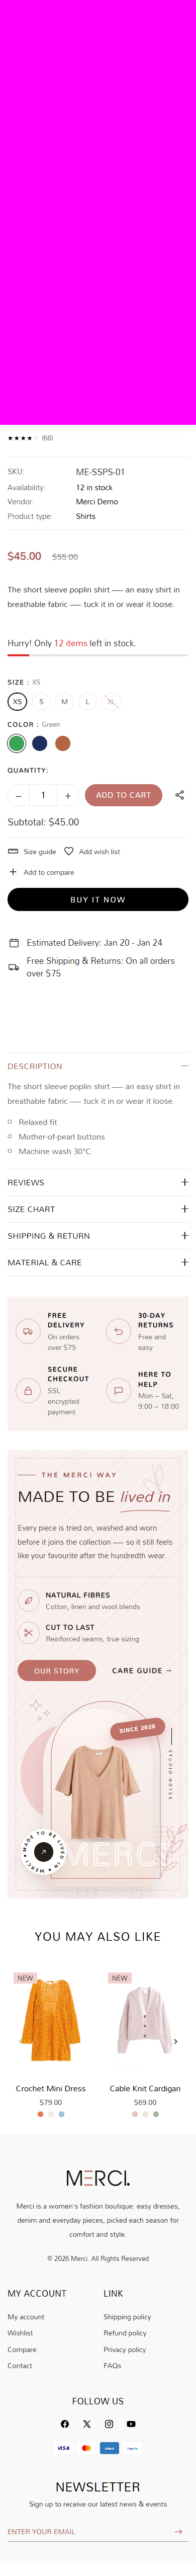 ★★★★★ (66)
SKU: ME-SSPS-01
Availability: 12 in stock
Vendor: Merci Demo
Product type: Shirts
$45.00 $55.00
The short sleeve poplin shirt — an easy shirt in
breathable fabric — tuck it in or wear it loose.
Hurry! Only 12 items left in stock.
SIZE : XS
XS S M L XL
COLOR : Green
QUANTITY:
− 1 + ADD TO CART
Subtotal: $45.00
Size guide Add wish list
Add to compare
BUY IT NOW
Estimated Delivery: Jan 20 - Jan 24
Free Shipping & Returns: On all orders
over $75
DESCRIPTION
The short sleeve poplin shirt — an easy shirt in
breathable fabric — tuck it in or wear it loose.
Relaxed fit
Mother-of-pearl buttons
Machine wash 30°C
REVIEWS
SIZE CHART
SHIPPING & RETURN
MATERIAL & CARE
FREE
DELIVERY
On orders
over $75
30-DAY
RETURNS
Free and
easy
SECURE
CHECKOUT
SSL
encrypted
payment
HERE TO
HELP
Mon – Sat,
9:00 – 18:00
THE MERCI WAY
MADE TO BE lived in
Every piece is tried on, washed and worn
before it joins the collection — so it still feels
like your favourite after the hundredth wear.
NATURAL FIBRES
Cotton, linen and wool blends
CUT TO LAST
Reinforced seams, true sizing
OUR STORY CARE GUIDE →
SINCE 2020
STUDIO NOTES
MERCI
MADE TO BE LIVED IN • MERCI •
YOU MAY ALSO LIKE
NEW NEW
Crochet Mini Dress Cable Knit Cardigan
$79.00 $69.00
MERCI.
Merci is a women's fashion boutique: easy dresses,
denim and everyday pieces, picked each season for
comfort and style.
© 2026 Merci. All Rights Reserved
MY ACCOUNT LINK
My account Shipping policy
Wishlist Refund policy
Compare Privacy policy
Contact FAQs
FOLLOW US
VISA
PayPal
NEWSLETTER
Sign up to receive our latest news & events
ENTER YOUR EMAIL